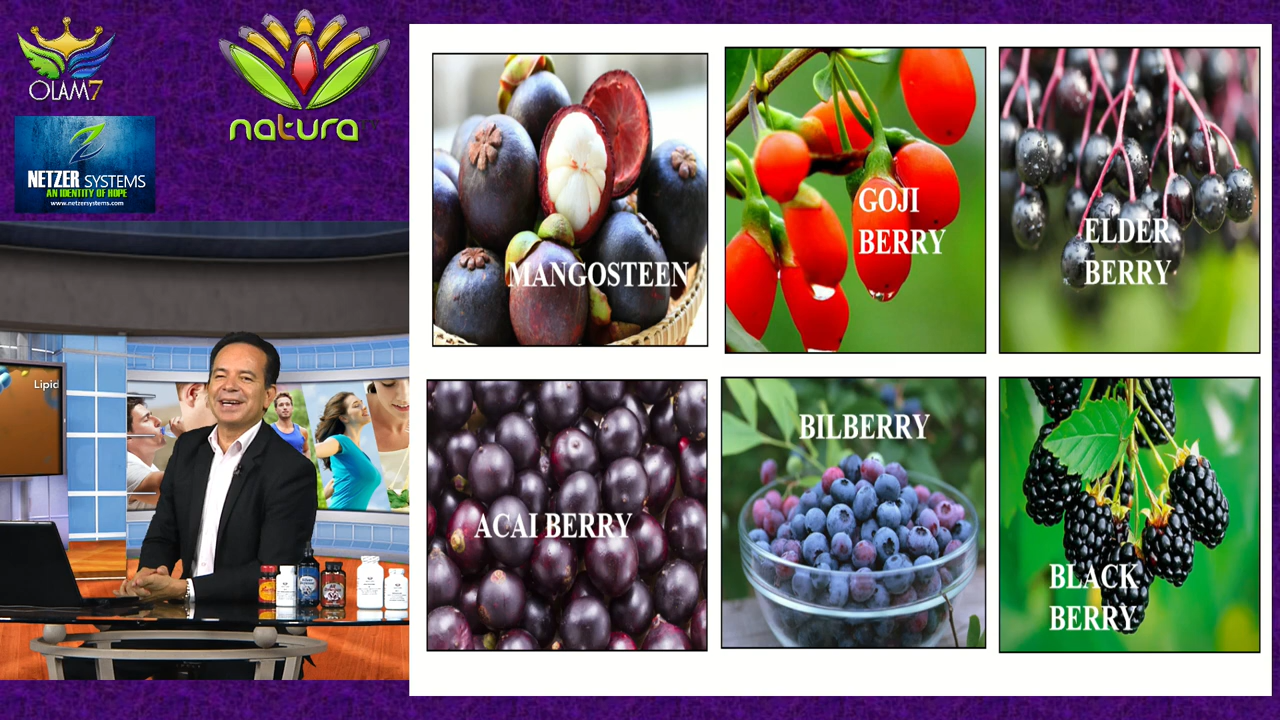 OLAM7
natura
NETZER SYSTEMS
AN IDENTITY OF HOPE
www.netzersystems.com
Lipid
MANGOSTEEN
GOJI
BERRY
ELDER
BERRY
ACAI BERRY
BILBERRY
BLACK
BERRY